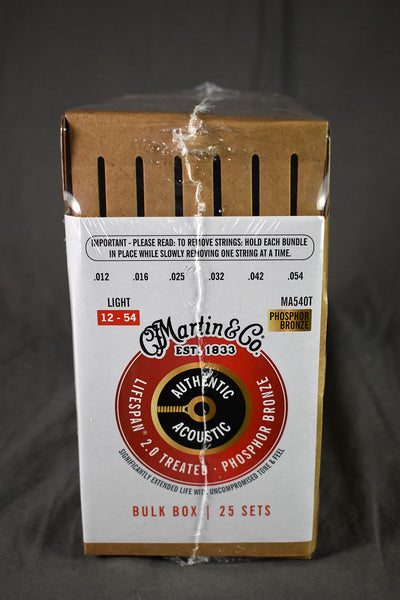 IMPORTANT - PLEASE READ: TO REMOVE STRINGS: HOLD EACH BUNDLE
IN PLACE WHILE SLOWLY REMOVING ONE STRING AT A TIME.
.012 .016 .025 .032 .042 .054
LIGHT
12 - 54
MA540T
PHOSPHOR
BRONZE
CF Martin & Co.
EST. 1833
AUTHENTIC
ACOUSTIC
LIFESPAN® 2.0 TREATED · PHOSPHOR BRONZE
SIGNIFICANTLY EXTENDED LIFE WITH UNCOMPROMISED TONE & FEEL
BULK BOX | 25 SETS